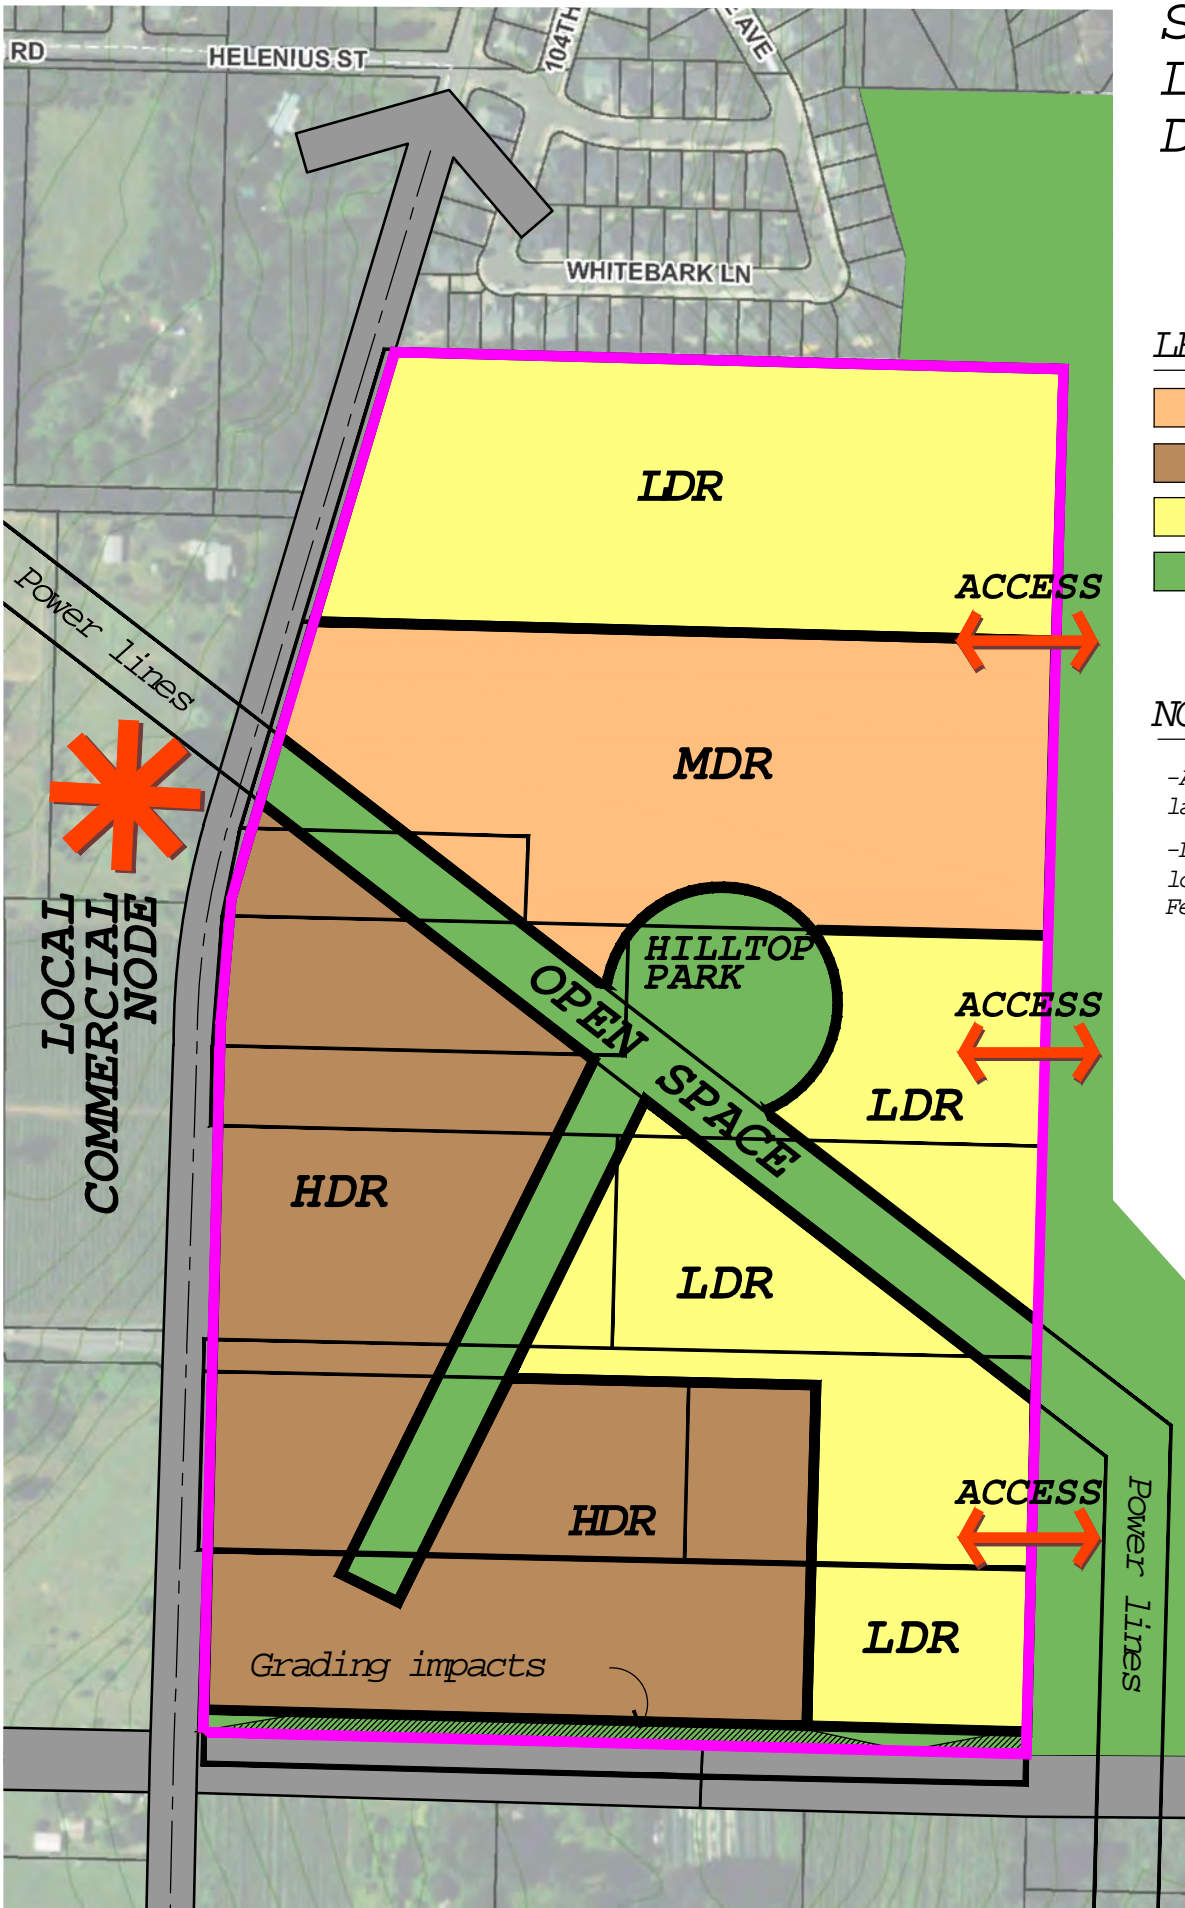 RD
HELENIUS ST
104TH
AVE
WHITEBARK LN
LDR
ACCESS
Power lines
MDR
LOCAL
COMMERCIAL
NODE
HILLTOP
PARK
OPEN SPACE
ACCESS
LDR
HDR
LDR
ACCESS
HDR
Power lines
LDR
Grading impacts